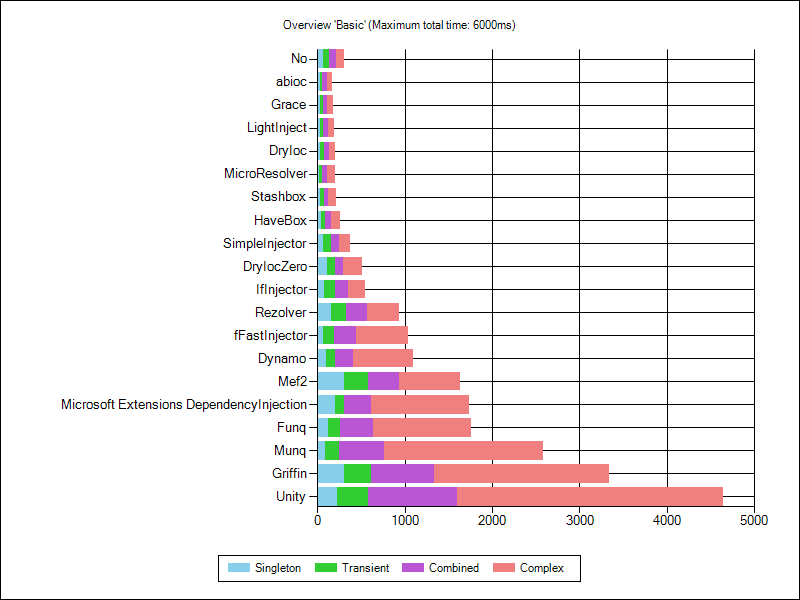 Overview 'Basic' (Maximum total time: 6000ms)
No
abioc
Grace
LightInject
DryIoc
MicroResolver
Stashbox
HaveBox
SimpleInjector
DryIocZero
IfInjector
Rezolver
fFastInjector
Dynamo
Mef2
Microsoft Extensions DependencyInjection
Funq
Munq
Griffin
Unity
0 1000 2000 3000 4000 5000
Singleton Transient Combined Complex